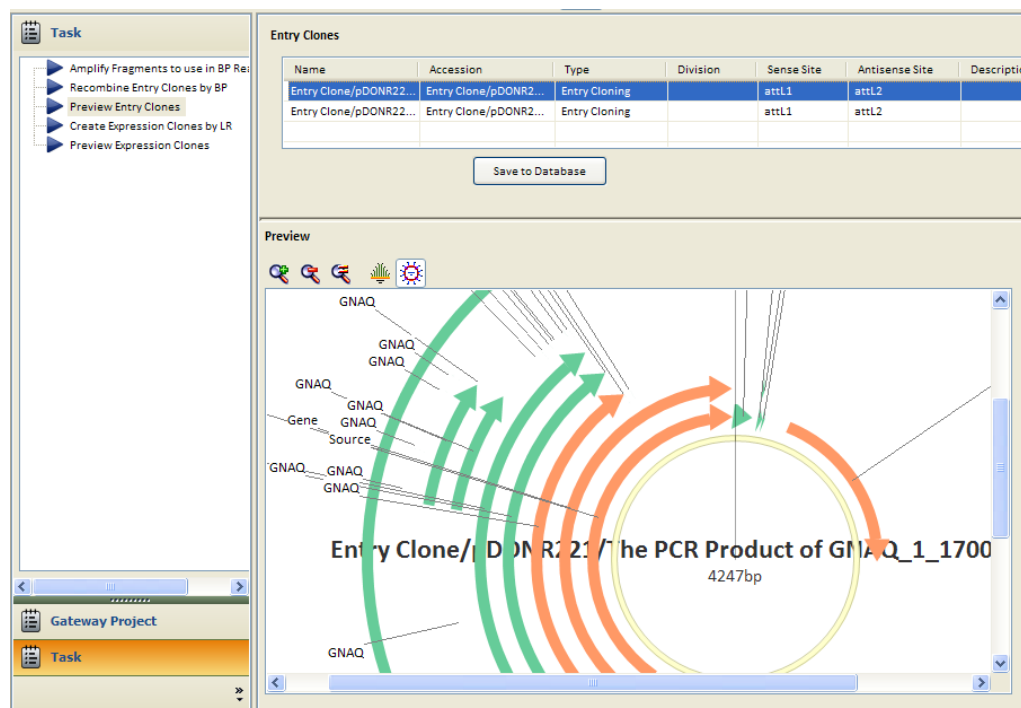 Task
Amplify Fragments to use in BP Rea
Recombine Entry Clones by BP
Preview Entry Clones
Create Expression Clones by LR
Preview Expression Clones
Gateway Project
Task
Entry Clones
Name Accession Type Division Sense Site Antisense Site Descriptio
Entry Clone/pDONR22... Entry Clone/pDONR2... Entry Cloning attL1 attL2
Entry Clone/pDONR22... Entry Clone/pDONR2... Entry Cloning attL1 attL2
Save to Database
Preview
GNAQ
GNAQ
GNAQ
GNAQ
GNAQ
Gene GNAQ
Source
GNAQ GNAQ
GNAQ
Entry Clone/pDONR221/The PCR Product of GNAQ_1_1700
4247bp
GNAQ